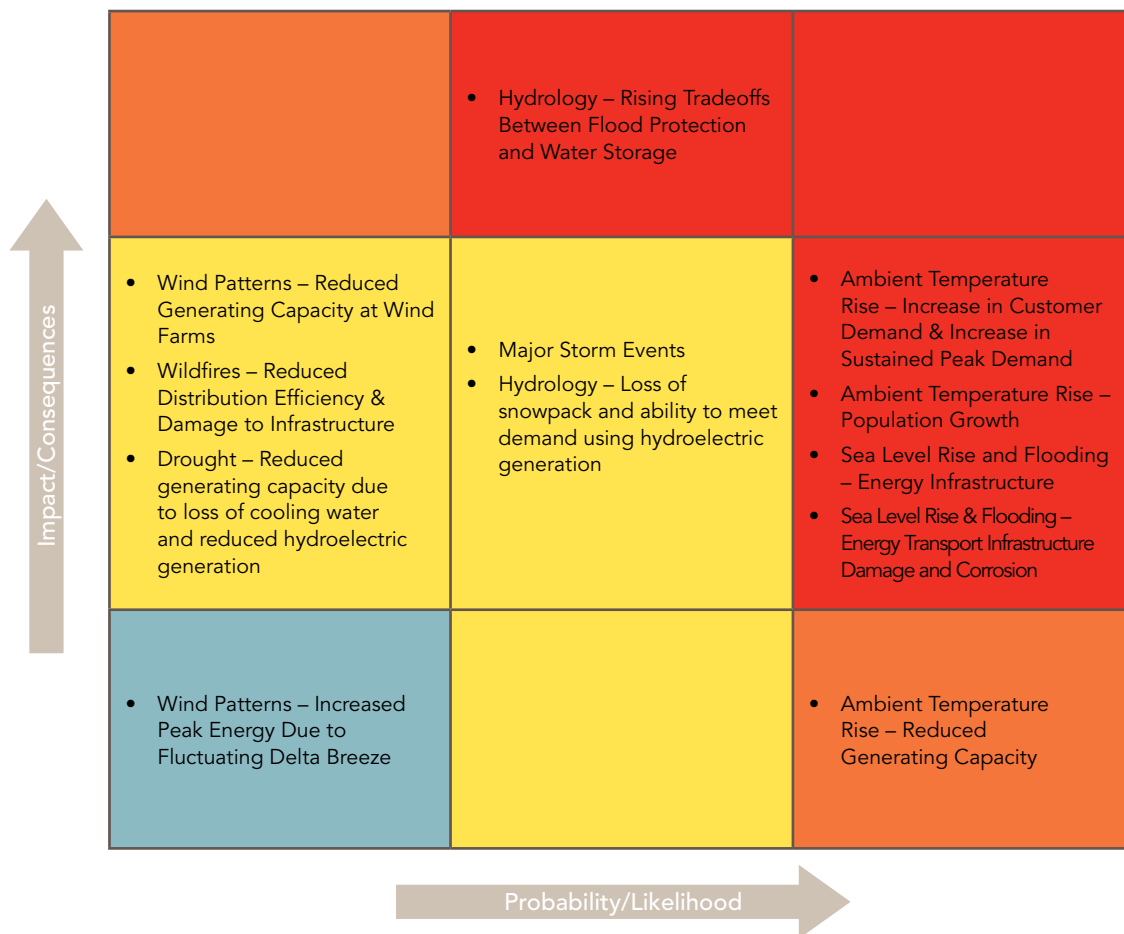 • Hydrology – Rising Tradeoffs
Between Flood Protection
and Water Storage
Impact/Consequences
• Wind Patterns – Reduced
Generating Capacity at Wind
Farms
• Wildfires – Reduced
Distribution Efficiency &
Damage to Infrastructure
• Drought – Reduced
generating capacity due
to loss of cooling water
and reduced hydroelectric
generation
• Major Storm Events
• Hydrology – Loss of
snowpack and ability to meet
demand using hydroelectric
generation
• Ambient Temperature
Rise – Increase in Customer
Demand & Increase in
Sustained Peak Demand
• Ambient Temperature Rise –
Population Growth
• Sea Level Rise and Flooding
– Energy Infrastructure
• Sea Level Rise & Flooding –
Energy Transport Infrastructure
Damage and Corrosion
• Wind Patterns – Increased
Peak Energy Due to
Fluctuating Delta Breeze
• Ambient Temperature
Rise – Reduced
Generating Capacity
Probability/Likelihood